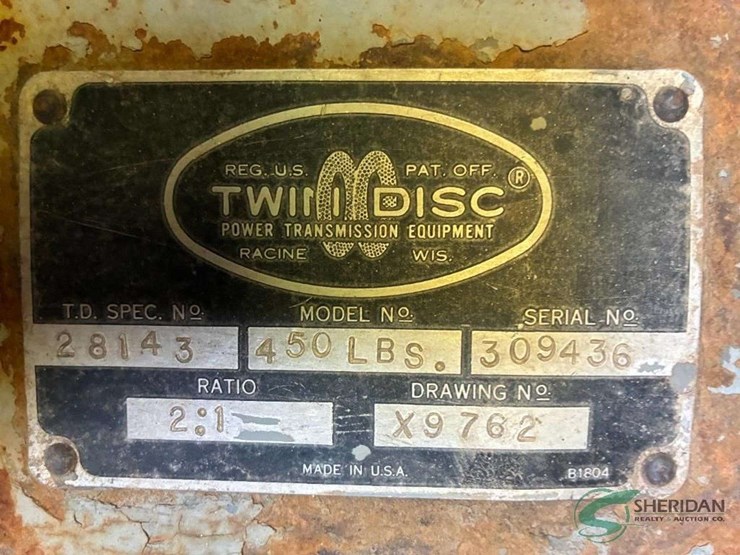 REG. U.S. PAT. OFF.
TWIN DISC ®
POWER TRANSMISSION EQUIPMENT
RACINE WIS.
T.D. SPEC. Nº. MODEL Nº. SERIAL Nº.
28143 450 LBS. 309436
RATIO DRAWING Nº.
2:1 X9762
MADE IN U.S.A. B1804
SHERIDAN
REALTY & AUCTION CO.